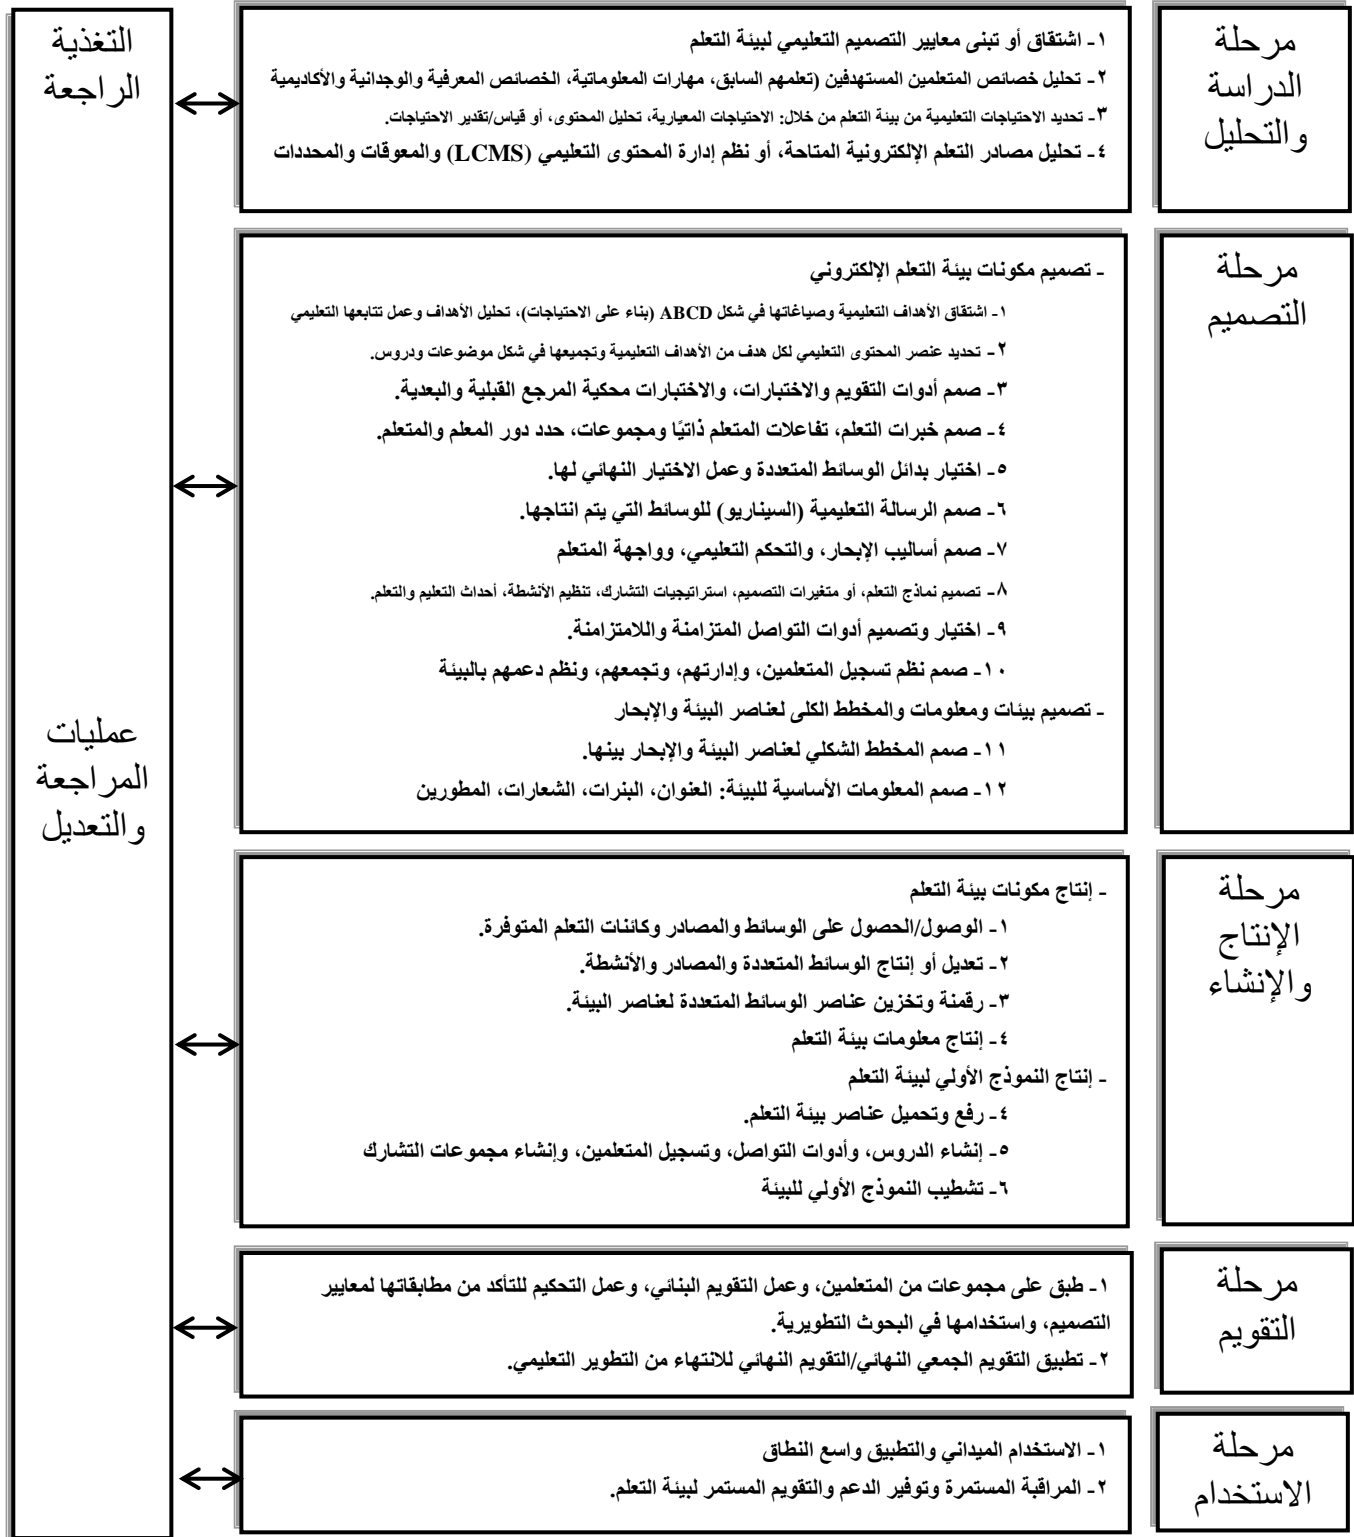 مرحلة
الدراسة
والتحليل
١- اشتقاق أو تبنى معايير التصميم التعليمي لبيئة التعلم
٢- تحليل خصائص المتعلمين المستهدفين (تعلمهم السابق، مهارات المعلوماتية، الخصائص المعرفية والوجدانية والأكاديمية
٣- تحديد الاحتياجات التعليمية من بيئة التعلم من خلال: الاحتياجات المعيارية، تحليل المحتوى، أو قياس/تقدير الاحتياجات.
٤- تحليل مصادر التعلم الإلكترونية المتاحة، أو نظم إدارة المحتوى التعليمي (LCMS) والمعوقات والمحددات
التغذية
الراجعة
مرحلة
التصميم
- تصميم مكونات بيئة التعلم الإلكتروني
١- اشتقاق الأهداف التعليمية وصياغاتها في شكل ABCD (بناء على الاحتياجات)، تحليل الأهداف وعمل تتابعها التعليمي
٢- تحديد عنصر المحتوى التعليمي لكل هدف من الأهداف التعليمية وتجميعها في شكل موضوعات ودروس.
٣- صمم أدوات التقويم والاختبارات، والاختبارات محكية المرجع القبلية والبعدية.
٤- صمم خبرات التعلم، تفاعلات المتعلم ذاتيًا ومجموعات، حدد دور المعلم والمتعلم.
٥- اختيار بدائل الوسائط المتعددة وعمل الاختيار النهائي لها.
٦- صمم الرسالة التعليمية (السيناريو) للوسائط التي يتم انتاجها.
٧- صمم أساليب الإبحار، والتحكم التعليمي، وواجهة المتعلم
٨- تصميم نماذج التعلم، أو متغيرات التصميم، استراتيجيات التشارك، تنظيم الأنشطة، أحداث التعليم والتعلم.
٩- اختيار وتصميم أدوات التواصل المتزامنة واللامتزامنة.
١٠- صمم نظم تسجيل المتعلمين، وإدارتهم، وتجمعهم، ونظم دعمهم بالبيئة
- تصميم بيئات ومعلومات والمخطط الكلى لعناصر البيئة والإبحار
١١- صمم المخطط الشكلي لعناصر البيئة والإبحار بينها.
١٢- صمم المعلومات الأساسية للبيئة: العنوان، البنرات، الشعارات، المطورين
عمليات
المراجعة
والتعديل
مرحلة
الإنتاج
والإنشاء
- إنتاج مكونات بيئة التعلم
١- الوصول/الحصول على الوسائط والمصادر وكائنات التعلم المتوفرة.
٢- تعديل أو إنتاج الوسائط المتعددة والمصادر والأنشطة.
٣- رقمنة وتخزين عناصر الوسائط المتعددة لعناصر البيئة.
٤- إنتاج معلومات بيئة التعلم
- إنتاج النموذج الأولي لبيئة التعلم
٤- رفع وتحميل عناصر بيئة التعلم.
٥- إنشاء الدروس، وأدوات التواصل، وتسجيل المتعلمين، وإنشاء مجموعات التشارك
٦- تشطيب النموذج الأولي للبيئة
مرحلة
التقويم
١- طبق على مجموعات من المتعلمين، وعمل التقويم البنائي، وعمل التحكيم للتأكد من مطابقاتها لمعايير
التصميم، واستخدامها في البحوث التطويرية.
٢- تطبيق التقويم الجمعي النهائي/التقويم النهائي للانتهاء من التطوير التعليمي.
مرحلة
الاستخدام
١- الاستخدام الميداني والتطبيق واسع النطاق
٢- المراقبة المستمرة وتوفير الدعم والتقويم المستمر لبيئة التعلم.